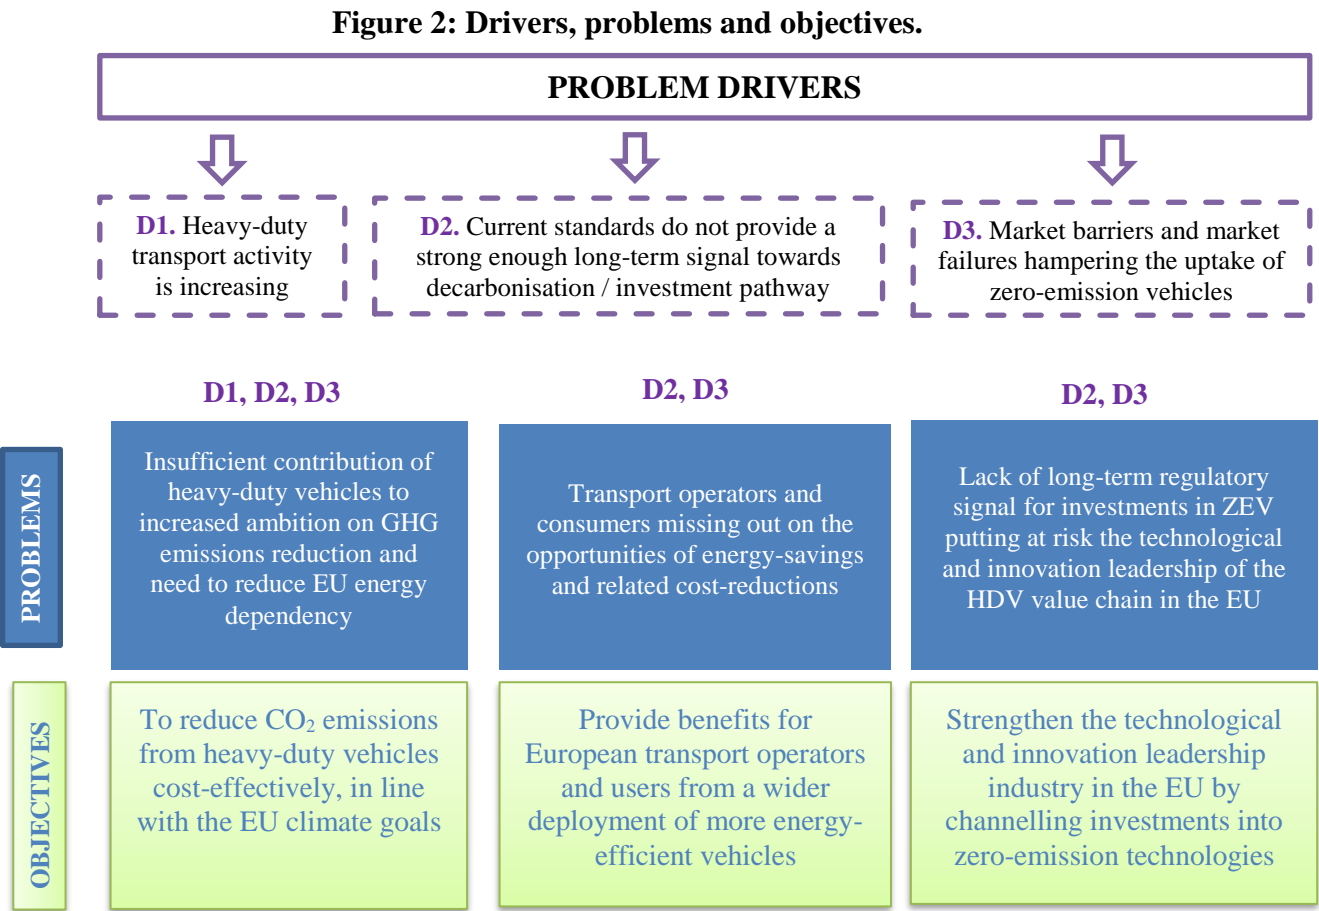 Figure 2: Drivers, problems and objectives.
PROBLEM DRIVERS
D1. Heavy-duty
transport activity
is increasing
D2. Current standards do not provide a
strong enough long-term signal towards
decarbonisation / investment pathway
D3. Market barriers and market
failures hampering the uptake of
zero-emission vehicles
D1, D2, D3
D2, D3
D2, D3
PROBLEMS
Insufficient contribution of
heavy-duty vehicles to
increased ambition on GHG
emissions reduction and
need to reduce EU energy
dependency
Transport operators and
consumers missing out on the
opportunities of energy-savings
and related cost-reductions
Lack of long-term regulatory
signal for investments in ZEV
putting at risk the technological
and innovation leadership of the
HDV value chain in the EU
OBJECTIVES
To reduce CO₂ emissions
from heavy-duty vehicles
cost-effectively, in line
with the EU climate goals
Provide benefits for
European transport operators
and users from a wider
deployment of more energy-
efficient vehicles
Strengthen the technological
and innovation leadership
industry in the EU by
channelling investments into
zero-emission technologies